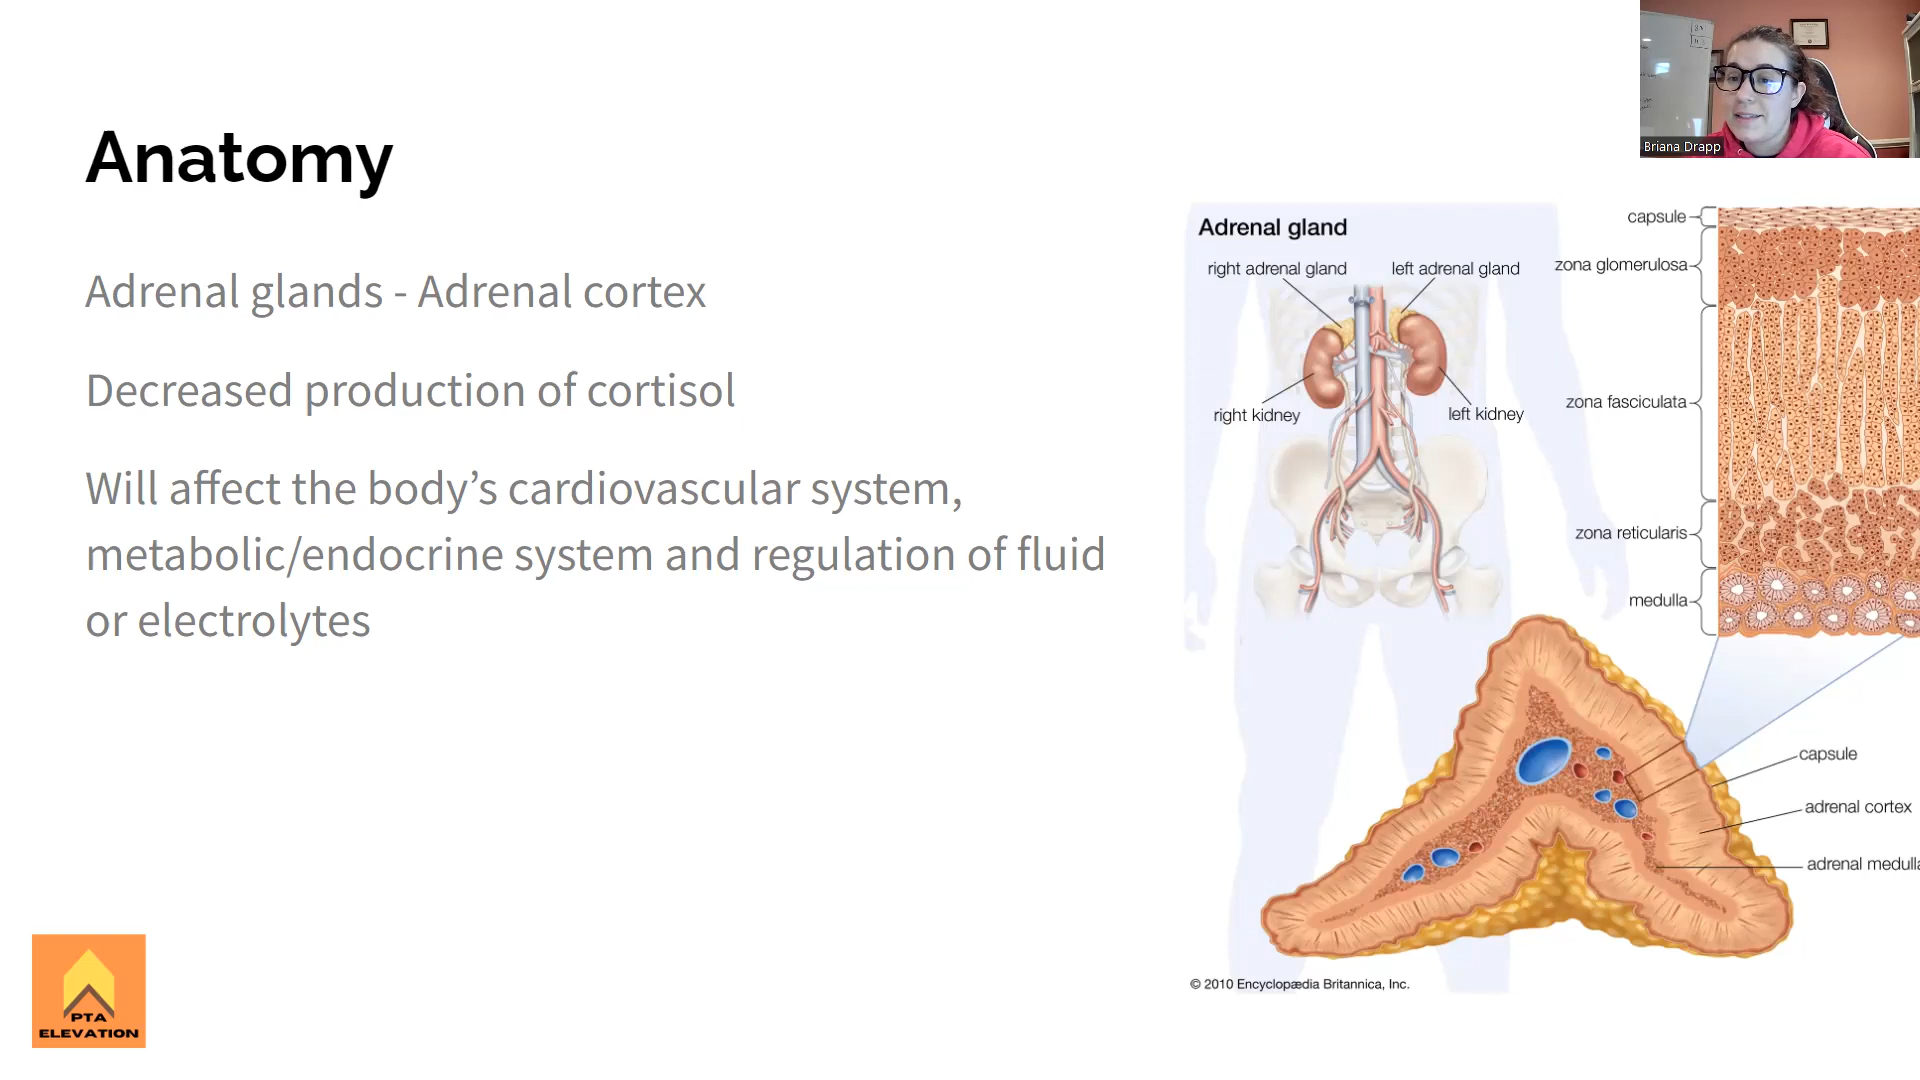 Anatomy
Adrenal glands - Adrenal cortex
Decreased production of cortisol
Will affect the body’s cardiovascular system,
metabolic/endocrine system and regulation of fluid
or electrolytes
Briana Drapp
Adrenal gland
right adrenal gland
left adrenal gland
right kidney
left kidney
capsule
zona glomerulosa
zona fasciculata
zona reticularis
medulla
capsule
adrenal cortex
adrenal medulla
© 2010 Encyclopædia Britannica, Inc.
PTA
ELEVATION